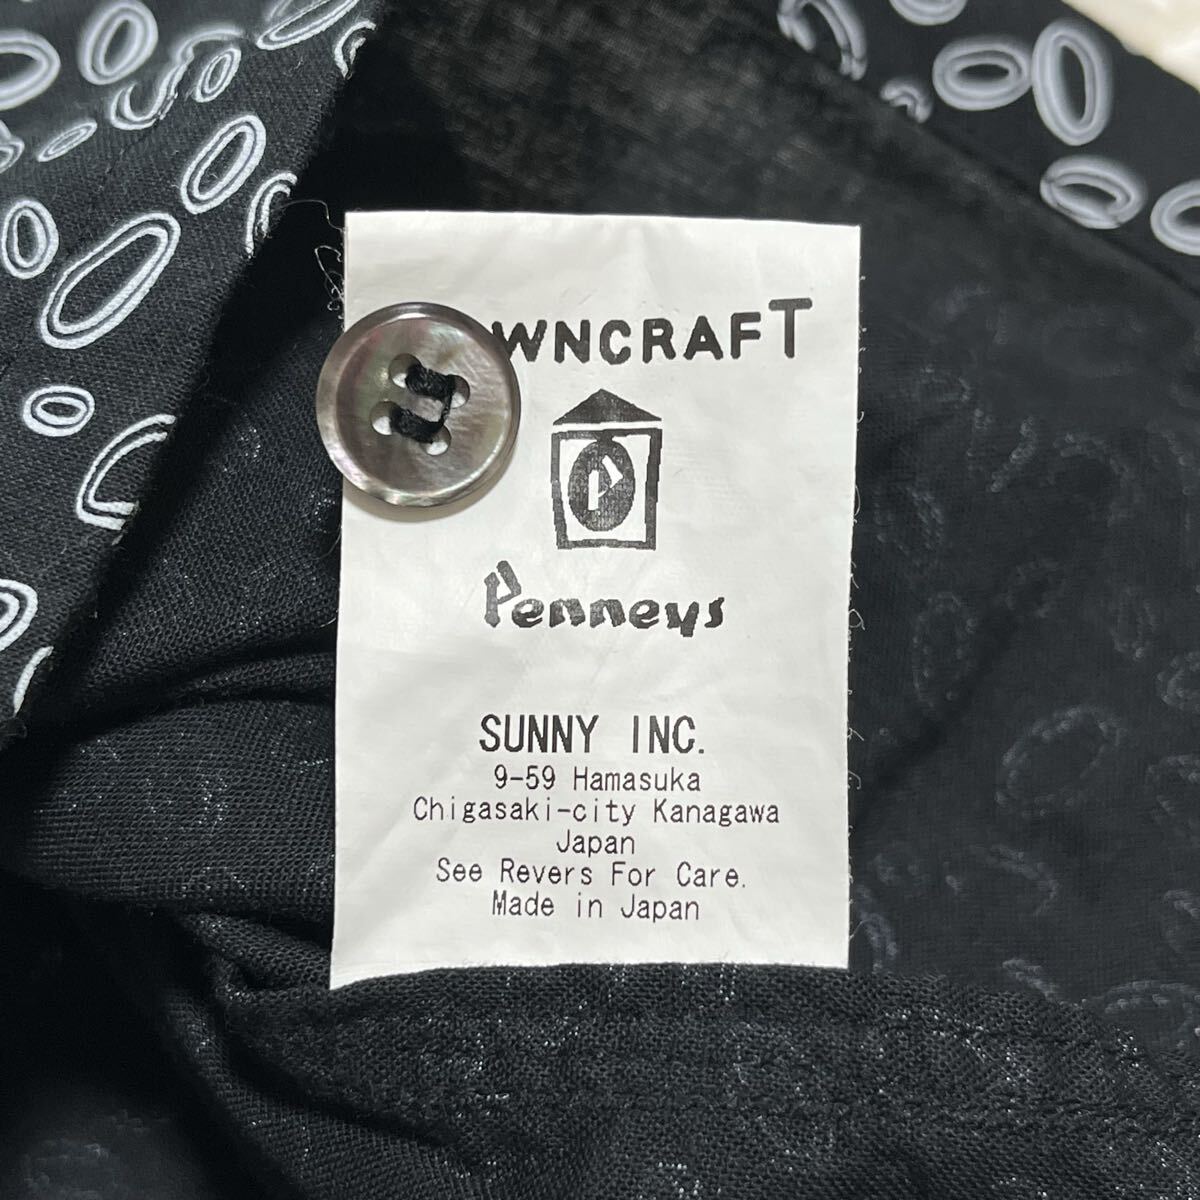 WNCRAFT
P
Penneys
SUNNY INC.
9-59 Hamasuka
Chigasaki-city Kanagawa
Japan
See Revers For Care.
Made in Japan